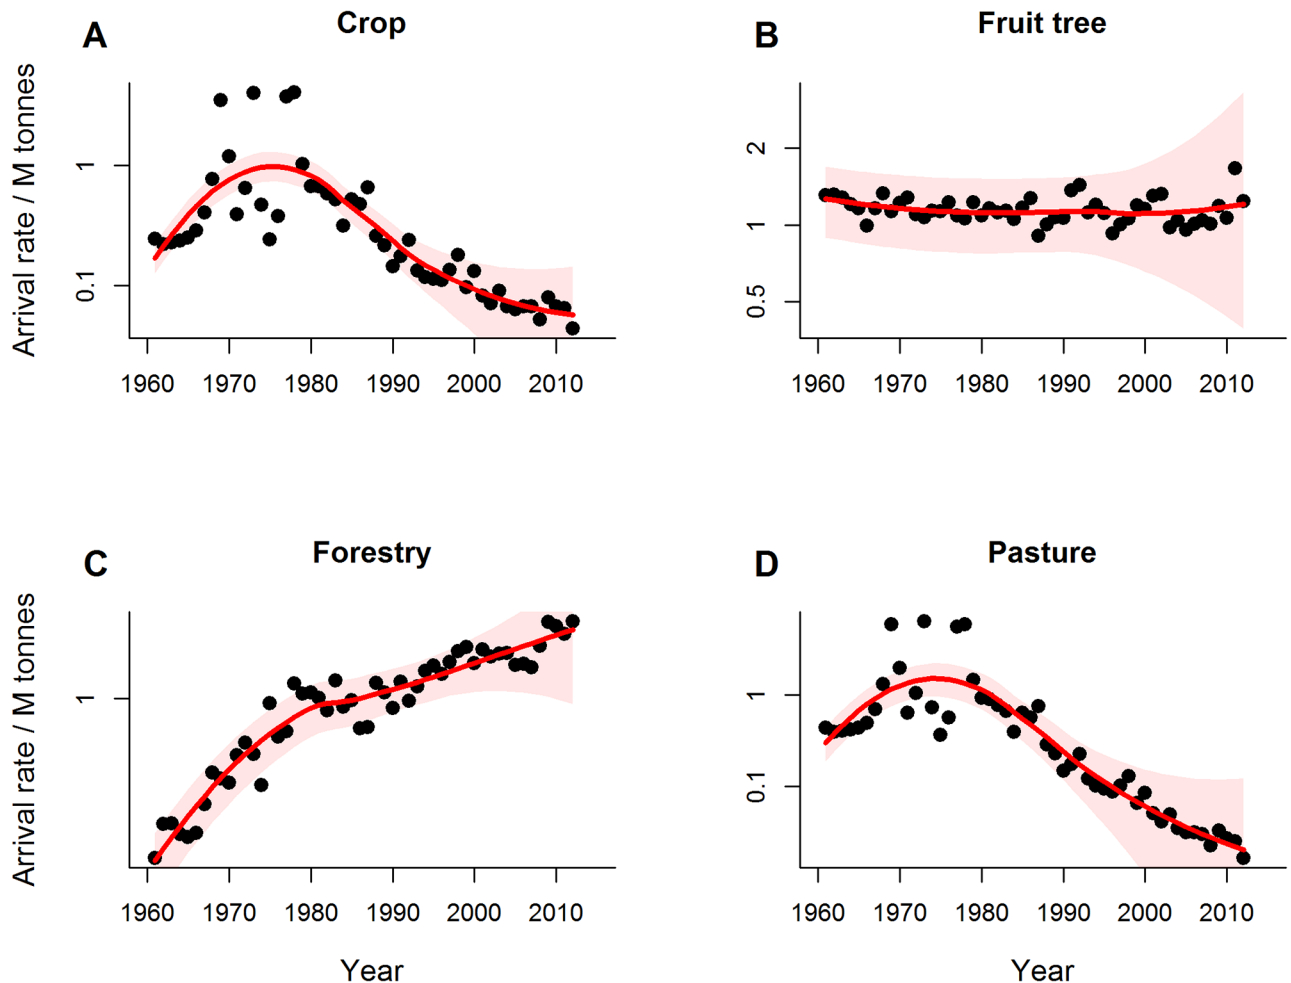 A Crop
Arrival rate / M tonnes
1
0.1
1960 1970 1980 1990 2000 2010
B Fruit tree
2
1
0.5
1960 1970 1980 1990 2000 2010
C Forestry
Arrival rate / M tonnes
1
1960 1970 1980 1990 2000 2010
Year
D Pasture
1
0.1
1960 1970 1980 1990 2000 2010
Year